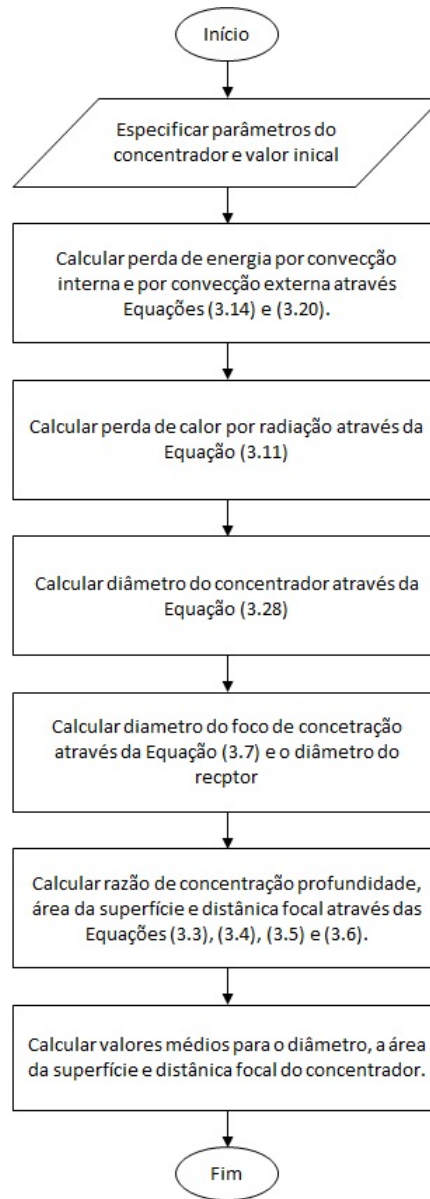 Início
Especificar parâmetros do
concentrador e valor inical
Calcular perda de energia por convecção
interna e por convecção externa através
Equações (3.14) e (3.20).
Calcular perda de calor por radiação através da
Equação (3.11)
Calcular diâmetro do concentrador através da
Equação (3.28)
Calcular diametro do foco de concetração
através da Equação (3.7) e o diâmetro do
recptor
Calcular razão de concentração profundidade,
área da superfície e distânica focal através das
Equações (3.3), (3.4), (3.5) e (3.6).
Calcular valores médios para o diâmetro, a área
da superfície e distânica focal do concentrador.
Fim